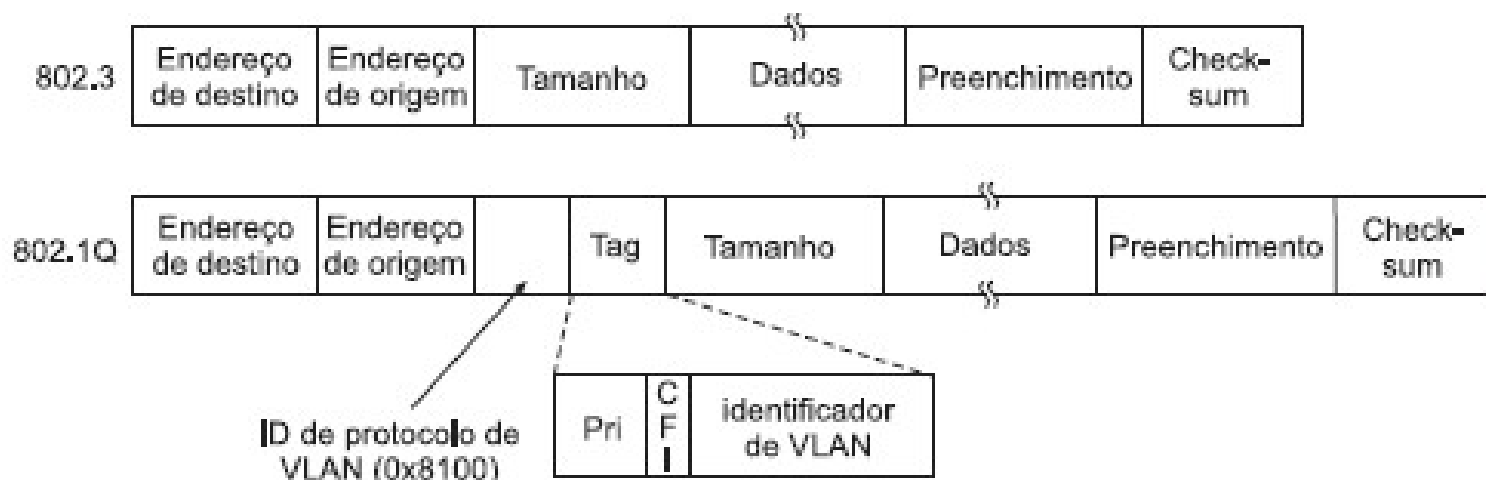 802.3
Endereço
de destino
Endereço
de origem
Tamanho
Dados
Preenchimento
Check-
sum
802.1Q
Endereço
de destino
Endereço
de origem
Tag
Tamanho
Dados
Preenchimento
Check-
sum
ID de protocolo de
VLAN (0x8100)
Pri
C
F
I
identificador
de VLAN